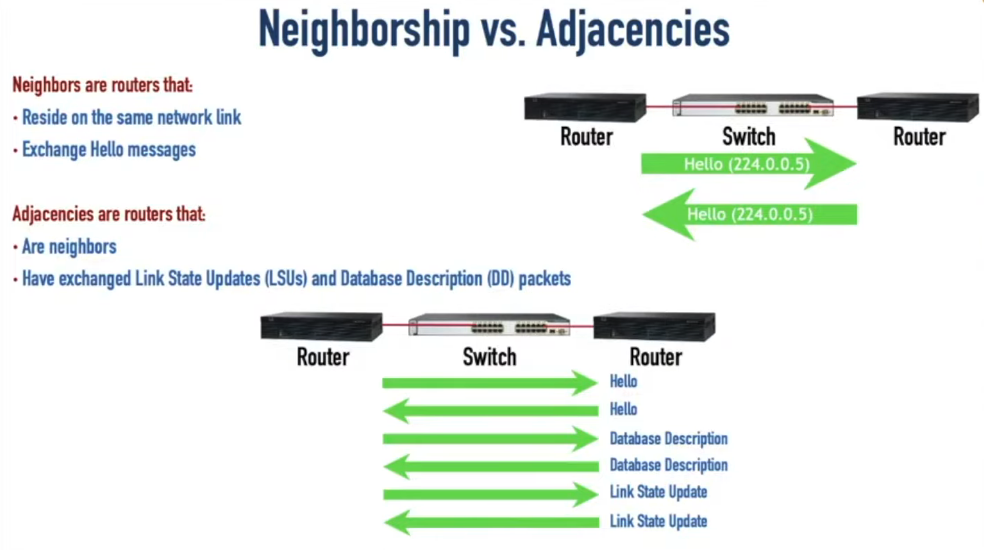 Neighborship vs. Adjacencies
Neighbors are routers that:
• Reside on the same network link
• Exchange Hello messages
Router
Switch
Router
Hello (224.0.0.5)
Hello (224.0.0.5)
Adjacencies are routers that:
• Are neighbors
• Have exchanged Link State Updates (LSUs) and Database Description (DD) packets
Router
Switch
Router
Hello
Hello
Database Description
Database Description
Link State Update
Link State Update